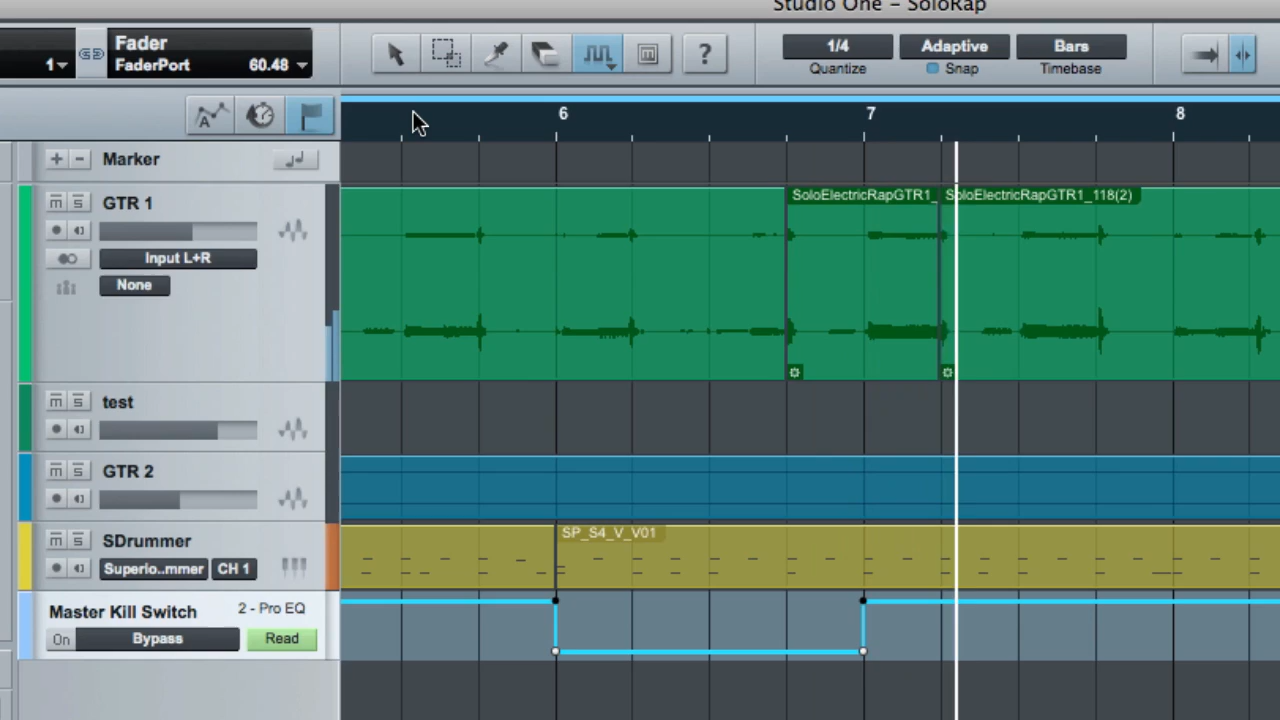 Studio One – SoloRap
Fader
1 FaderPort 60.48
?
1/4 Adaptive Bars
Quantize Snap Timebase
A
6 7 8
+ - Marker
m s GTR 1
SoloElectricRapGTR1_ SoloElectricRapGTR1_118(2)
Input L+R
None
m s test
m s GTR 2
m s SDrummer
SP_S4_V_V01
Superio..mmer CH 1
Master Kill Switch 2 - Pro EQ
On Bypass Read